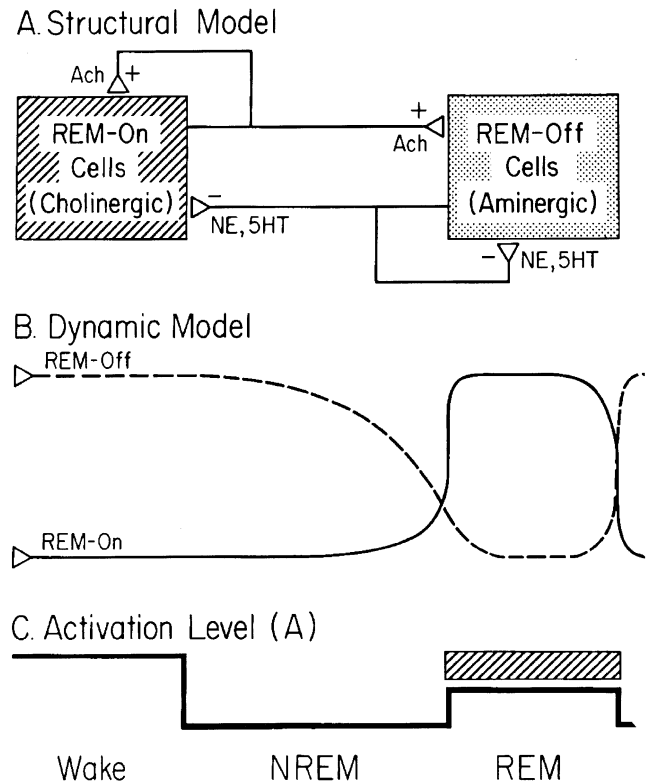 A. Structural Model
Ach +
REM-On
Cells
(Cholinergic)
+
Ach
REM-Off
Cells
(Aminergic)
−
NE, 5HT
− NE, 5HT
B. Dynamic Model
REM-Off
REM-On
C. Activation Level (A)
Wake NREM REM